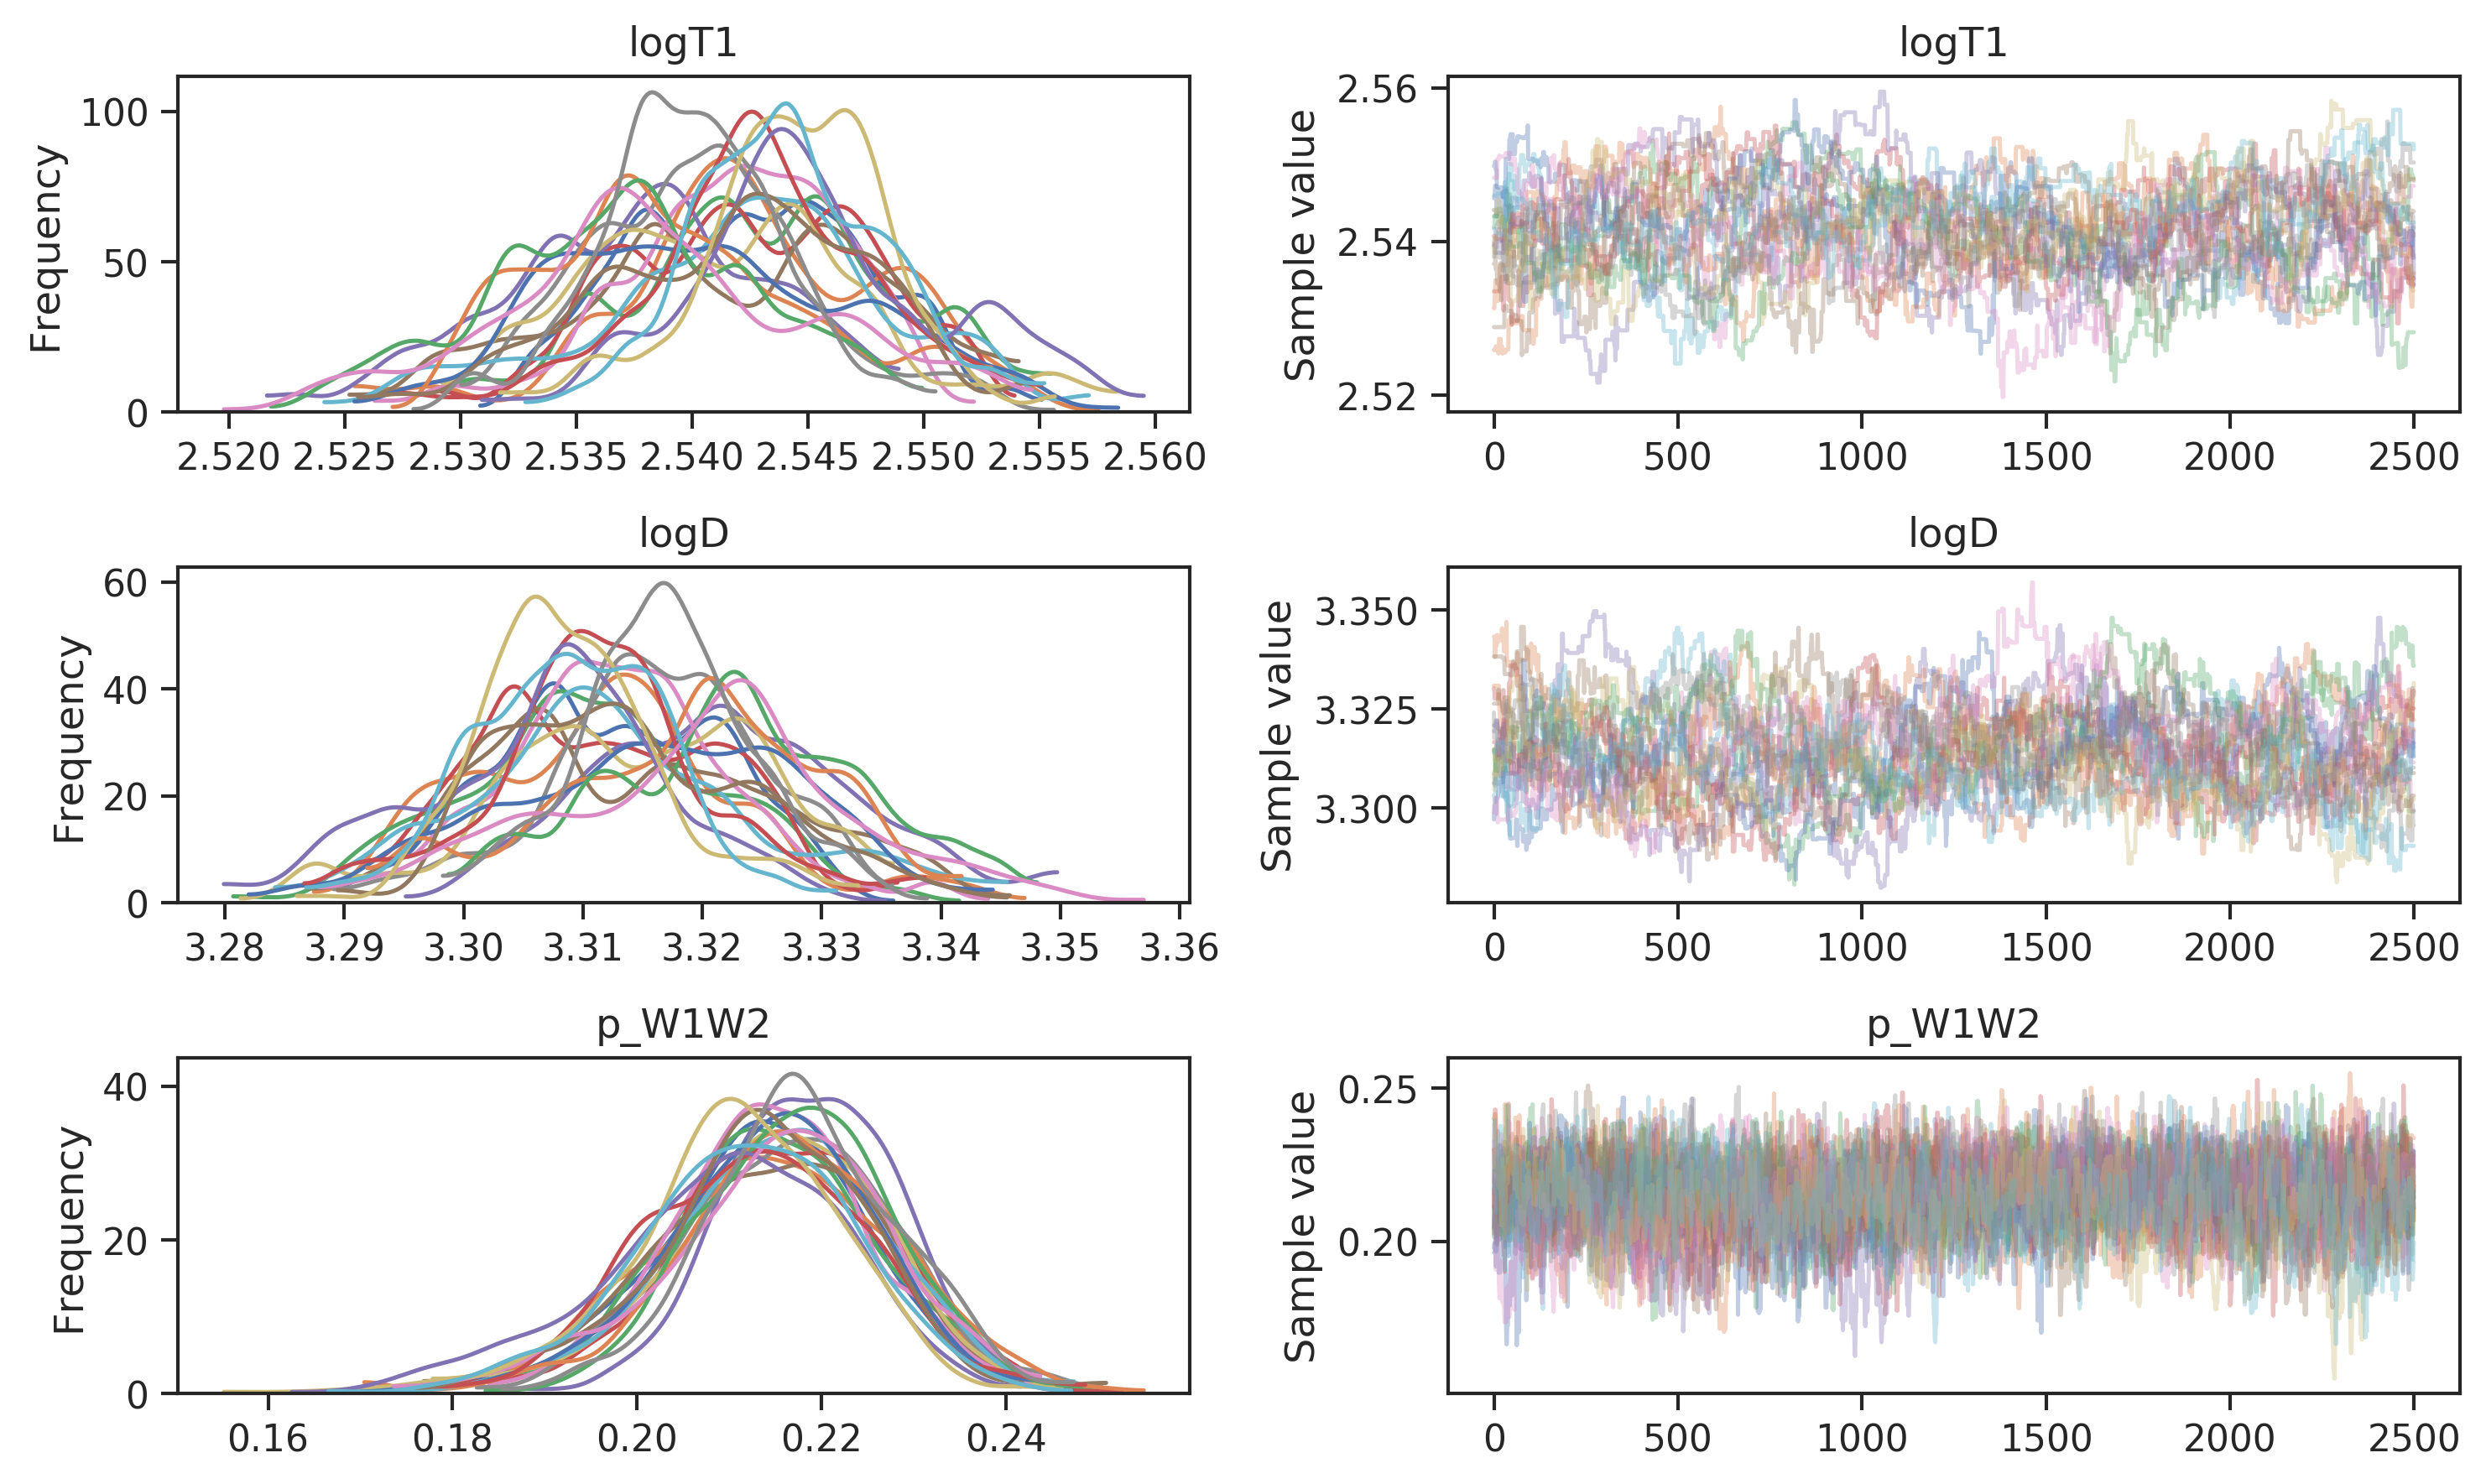 logT1
Frequency
100
50
0
2.520 2.525 2.530 2.535 2.540 2.545 2.550 2.555 2.560
logT1
Sample value
2.56
2.54
2.52
0 500 1000 1500 2000 2500
logD
Frequency
60
40
20
0
3.28 3.29 3.30 3.31 3.32 3.33 3.34 3.35 3.36
logD
Sample value
3.350
3.325
3.300
0 500 1000 1500 2000 2500
p_W1W2
Frequency
40
20
0
0.16 0.18 0.20 0.22 0.24
p_W1W2
Sample value
0.25
0.20
0 500 1000 1500 2000 2500